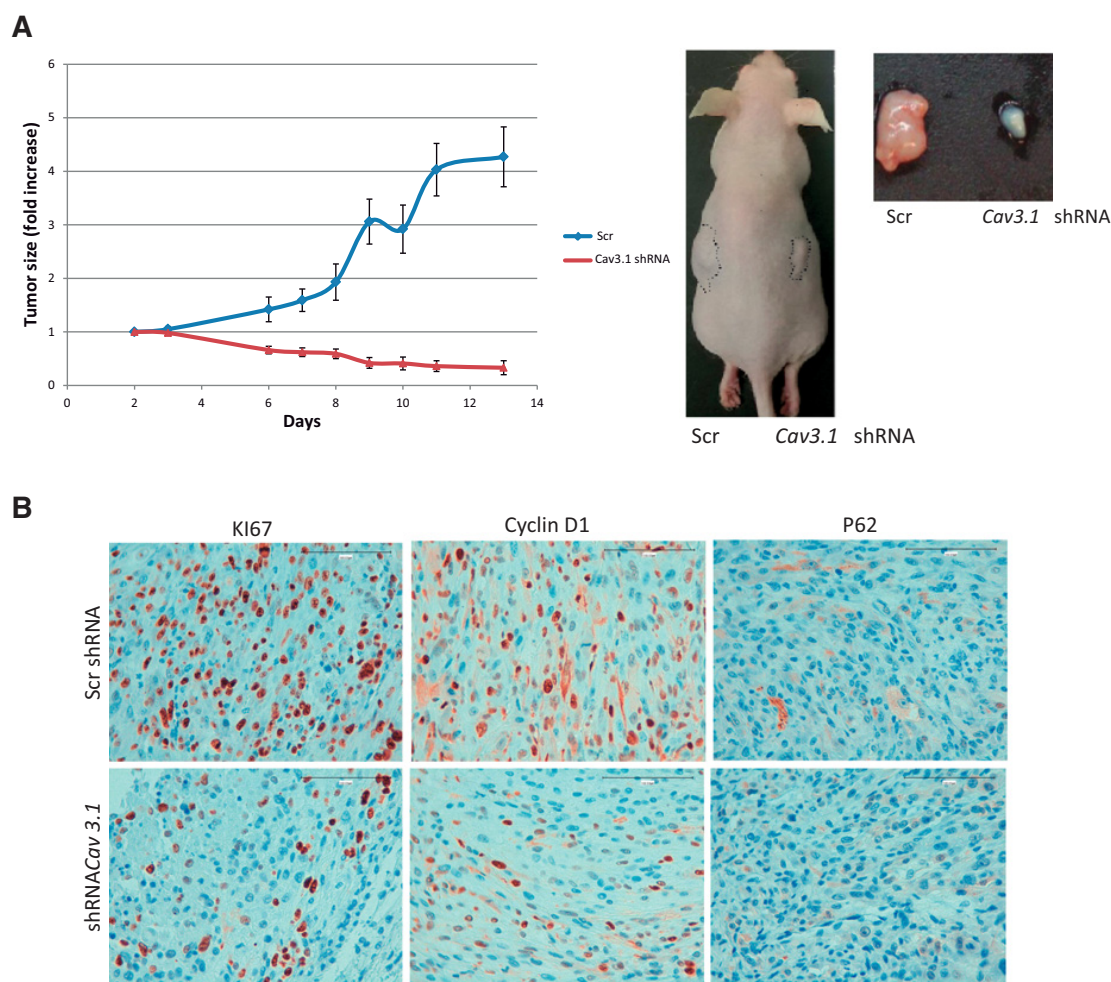 A
6
5
4
3
2
1
0
Tumor size (fold increase)
0 2 4 6 8 10 12 14
Days
Scr
Cav3.1 shRNA
Scr Cav3.1 shRNA
Scr Cav3.1 shRNA
B
KI67 Cyclin D1 P62
Scr shRNA
shRNACav 3.1